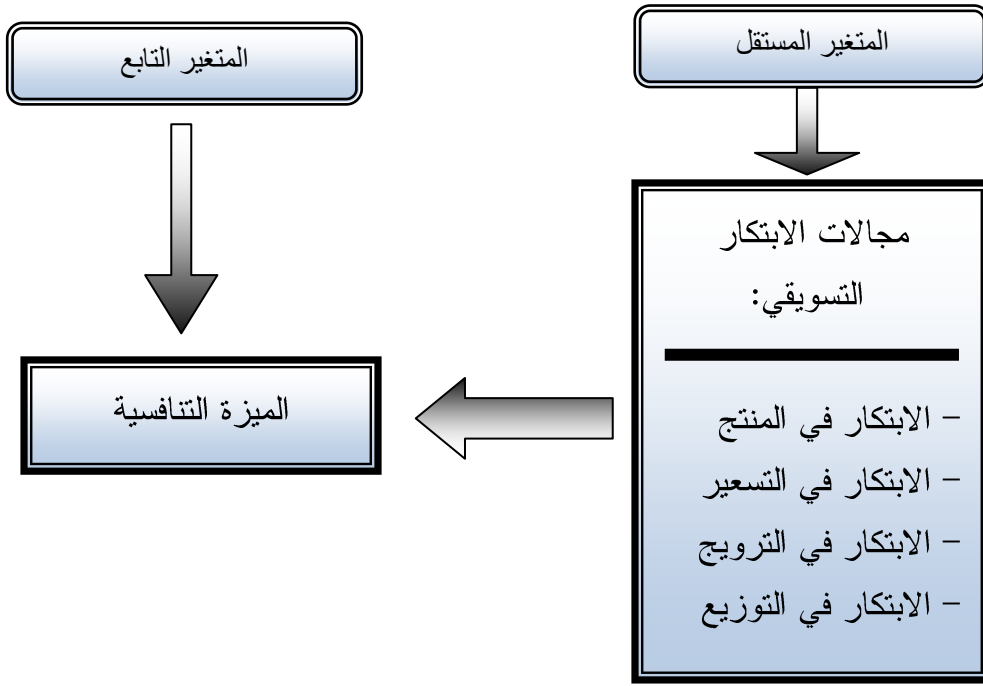 المتغير المستقل
المتغير التابع
مجالات الابتكار
التسويقي:
- الابتكار في المنتج
- الابتكار في التسعير
- الابتكار في الترويج
- الابتكار في التوزيع
الميزة التنافسية